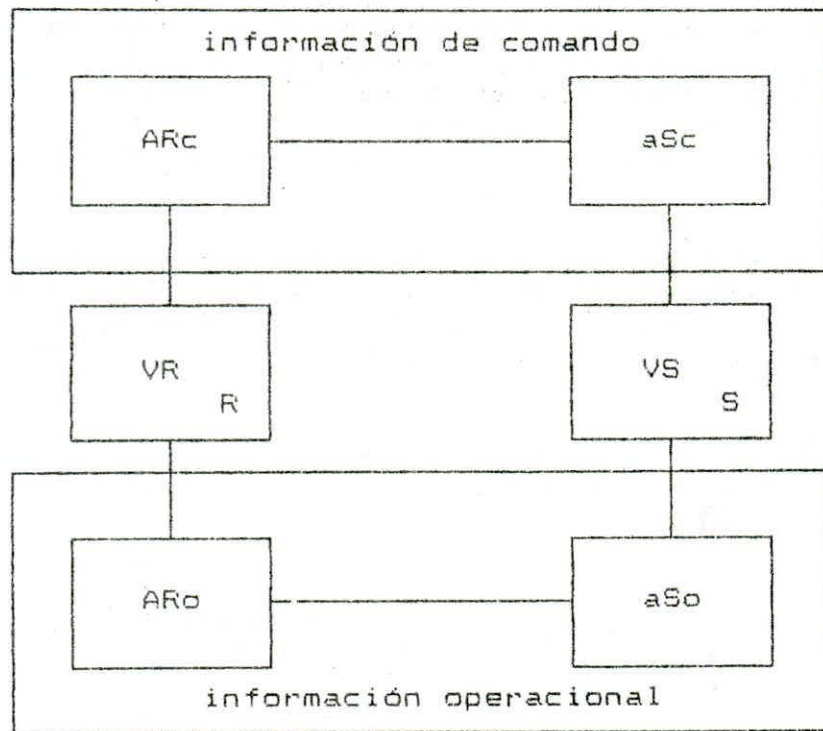 información de comando
ARc aSc
VR VS
R S
ARo aSo
información operacional